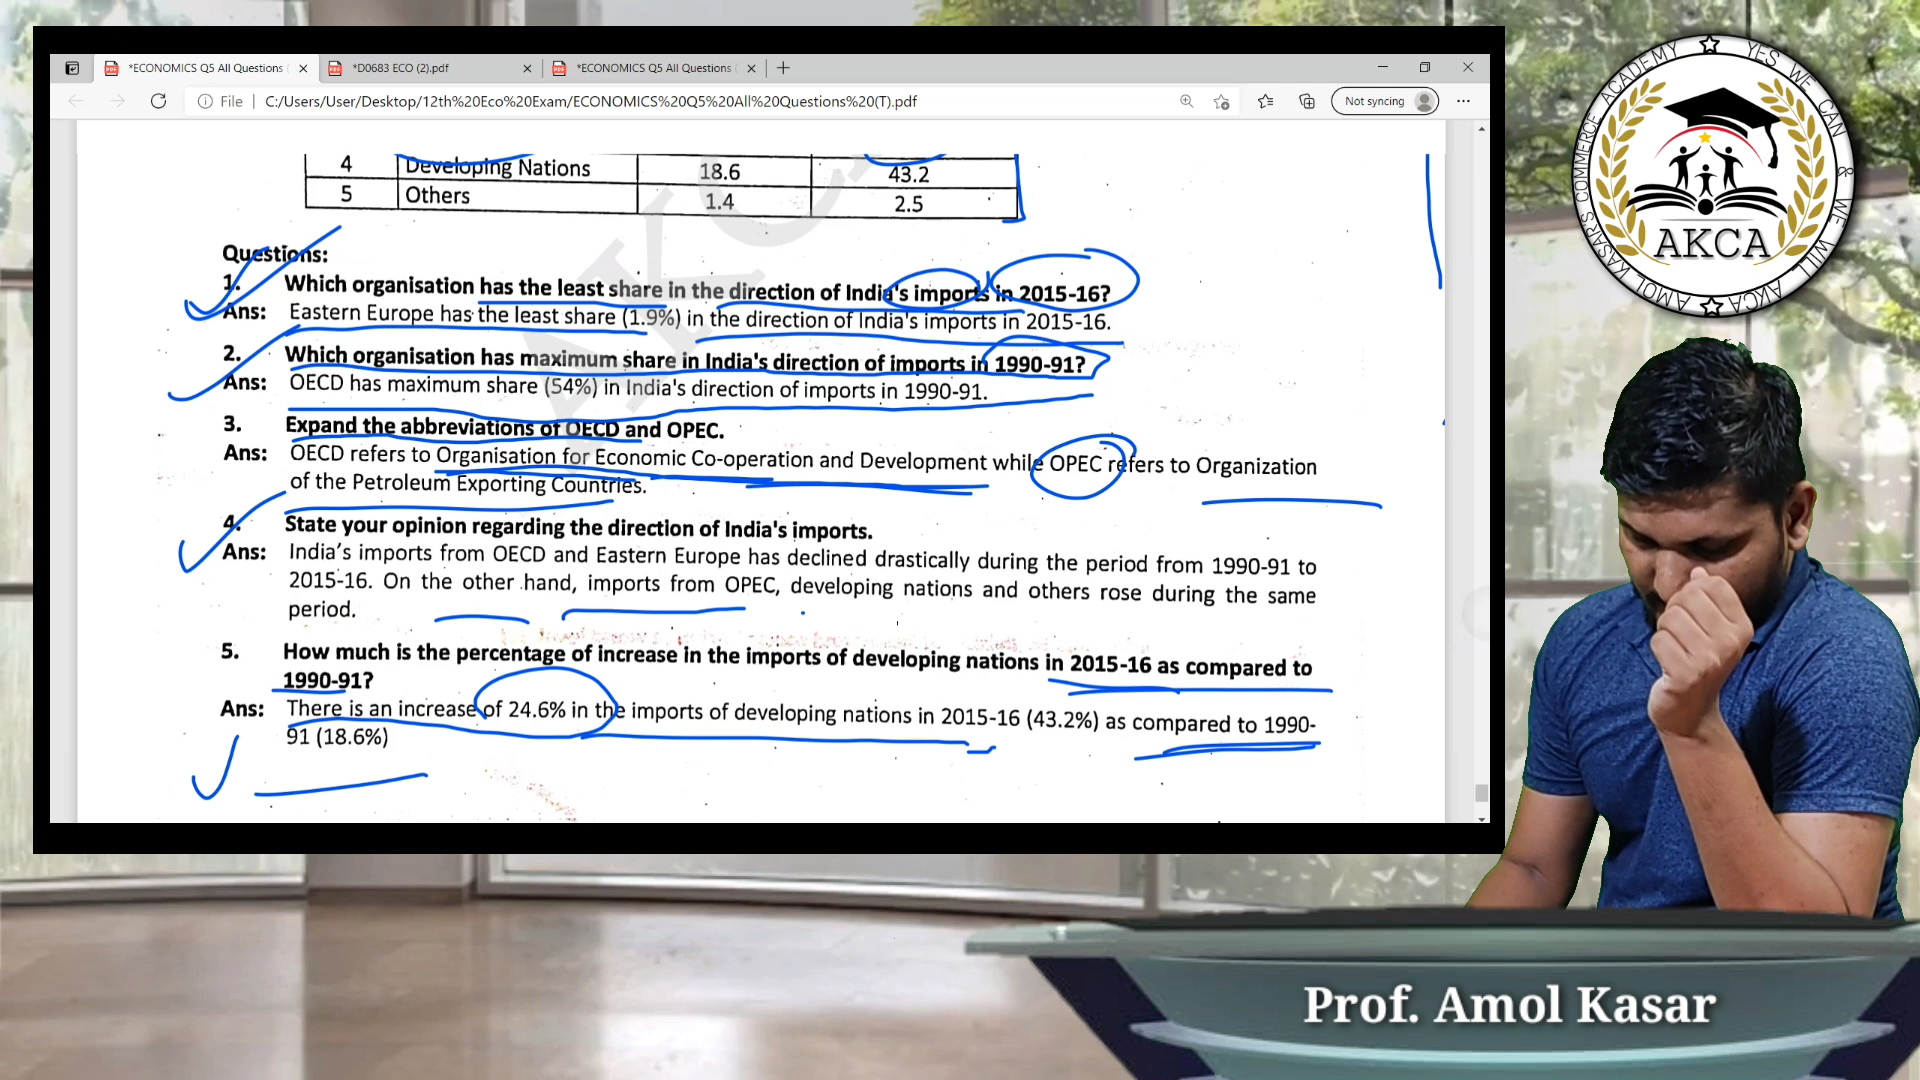 *ECONOMICS Q5 All Questions
*D0683 ECO (2).pdf
*ECONOMICS Q5 All Questions
File
C:/Users/User/Desktop/12th%20Eco%20Exam/ECONOMICS%20Q5%20All%20Questions%20(T).pdf
Not syncing
4 Developing Nations 18.6 43.2
5 Others 1.4 2.5
Questions:
1. Which organisation has the least share in the direction of India's imports in 2015-16?
Ans: Eastern Europe has the least share (1.9%) in the direction of India's imports in 2015-16.
2. Which organisation has maximum share in India's direction of imports in 1990-91?
Ans: OECD has maximum share (54%) in India's direction of imports in 1990-91.
3. Expand the abbreviations of OECD and OPEC.
Ans: OECD refers to Organisation for Economic Co-operation and Development while OPEC refers to Organization
of the Petroleum Exporting Countries.
4. State your opinion regarding the direction of India's imports.
Ans: India's imports from OECD and Eastern Europe has declined drastically during the period from 1990-91 to
2015-16. On the other hand, imports from OPEC, developing nations and others rose during the same
period.
5. How much is the percentage of increase in the imports of developing nations in 2015-16 as compared to
1990-91?
Ans: There is an increase of 24.6% in the imports of developing nations in 2015-16 (43.2%) as compared to 1990-
91 (18.6%)
AKC
AMOL KASAR'S COMMERCE ACADEMY
YES WE CAN & WE WILL
AKCA
AKCA
Prof. Amol Kasar